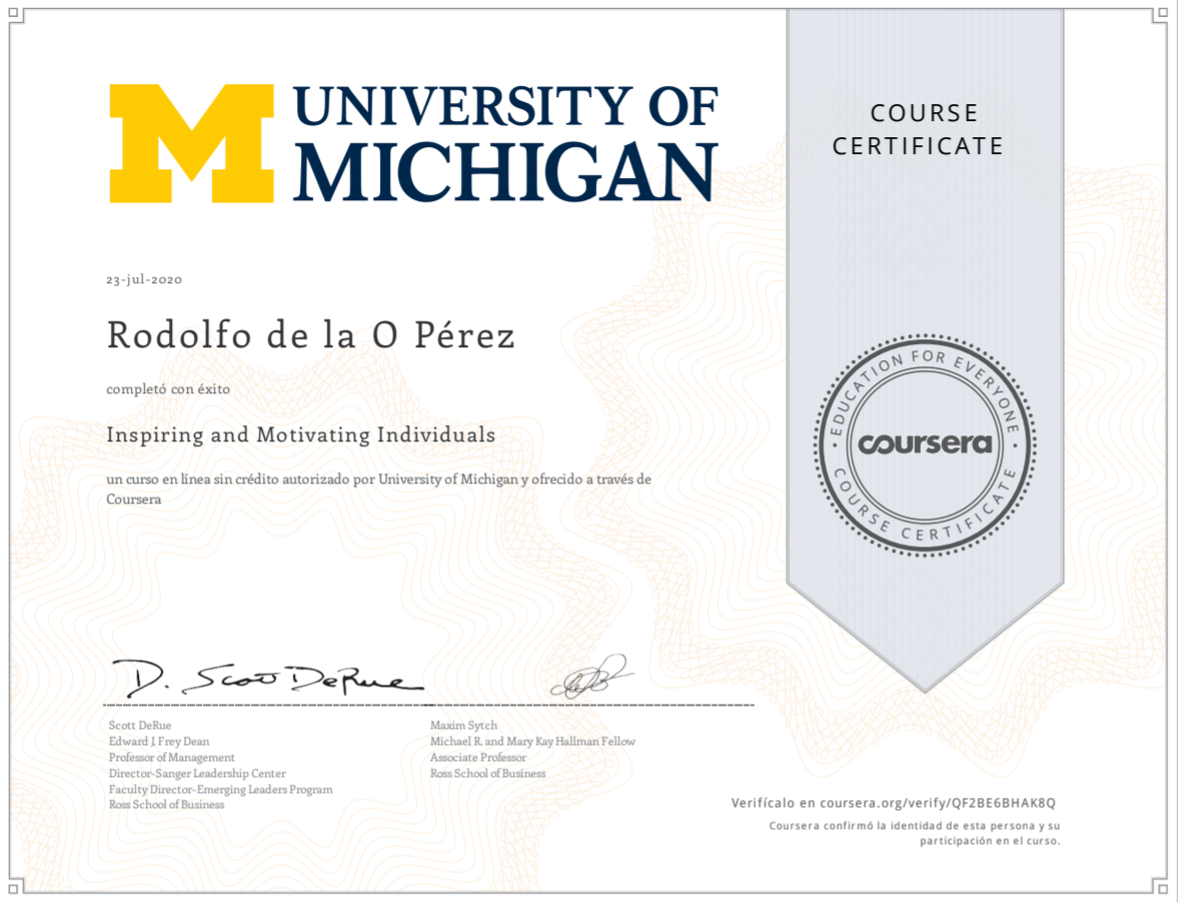 UNIVERSITY OF
MICHIGAN
COURSE
CERTIFICATE
23-jul-2020
Rodolfo de la O Pérez
completó con éxito
Inspiring and Motivating Individuals
un curso en línea sin crédito autorizado por University of Michigan y ofrecido a través de
Coursera
EDUCATION FOR EVERYONE
coursera
COURSE CERTIFICATE
D. Scott DeRue
Scott DeRue
Edward J. Frey Dean
Professor of Management
Director-Sanger Leadership Center
Faculty Director-Emerging Leaders Program
Ross School of Business
Maxim Sytch
Michael R. and Mary Kay Hallman Fellow
Associate Professor
Ross School of Business
Verifícalo en coursera.org/verify/QF2BE6BHAK8Q
Coursera confirmó la identidad de esta persona y su
participación en el curso.